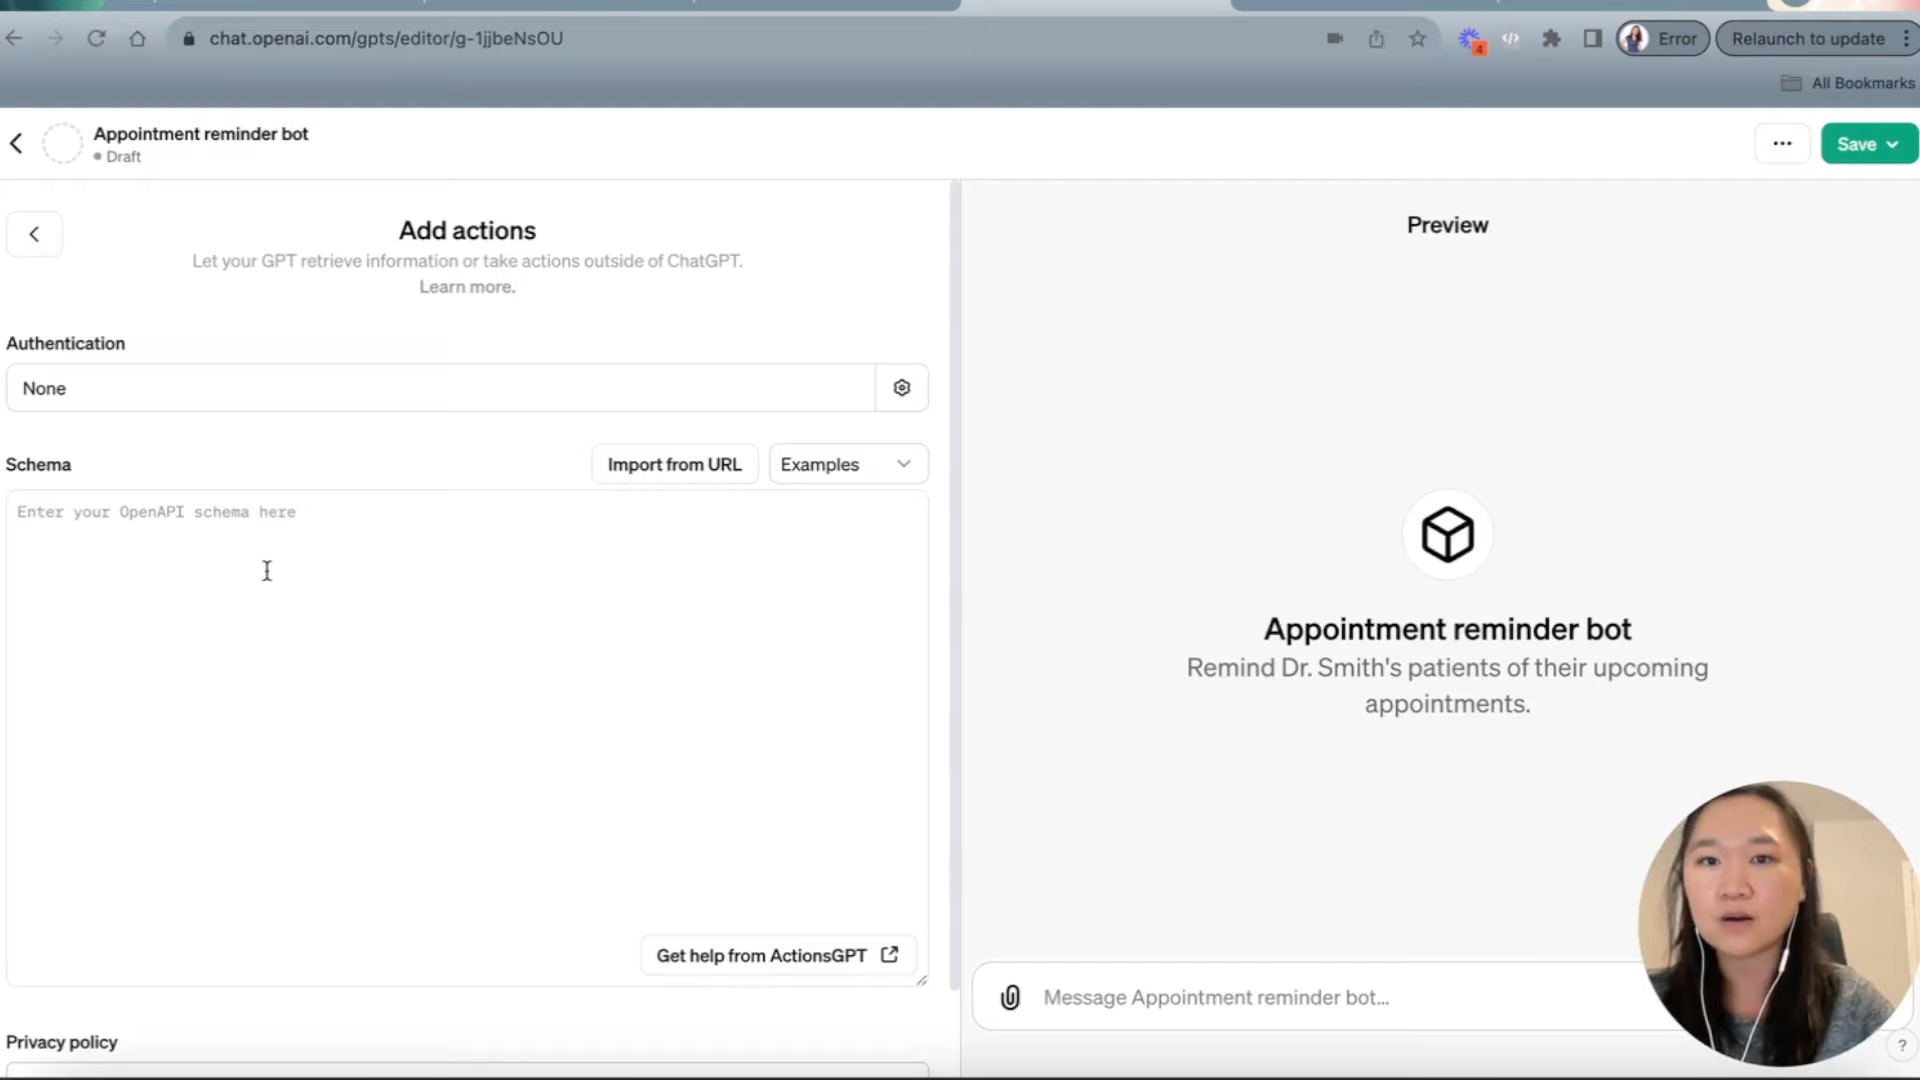 chat.openai.com/gpts/editor/g-1jjbeNsOU
4
Error
Relaunch to update
All Bookmarks
Appointment reminder bot
Draft
Save
Add actions
Let your GPT retrieve information or take actions outside of ChatGPT.
Learn more.
Authentication
None
Schema
Import from URL
Examples
Enter your OpenAPI schema here
Get help from ActionsGPT
Privacy policy
Preview
Appointment reminder bot
Remind Dr. Smith's patients of their upcoming
appointments.
Message Appointment reminder bot...
?